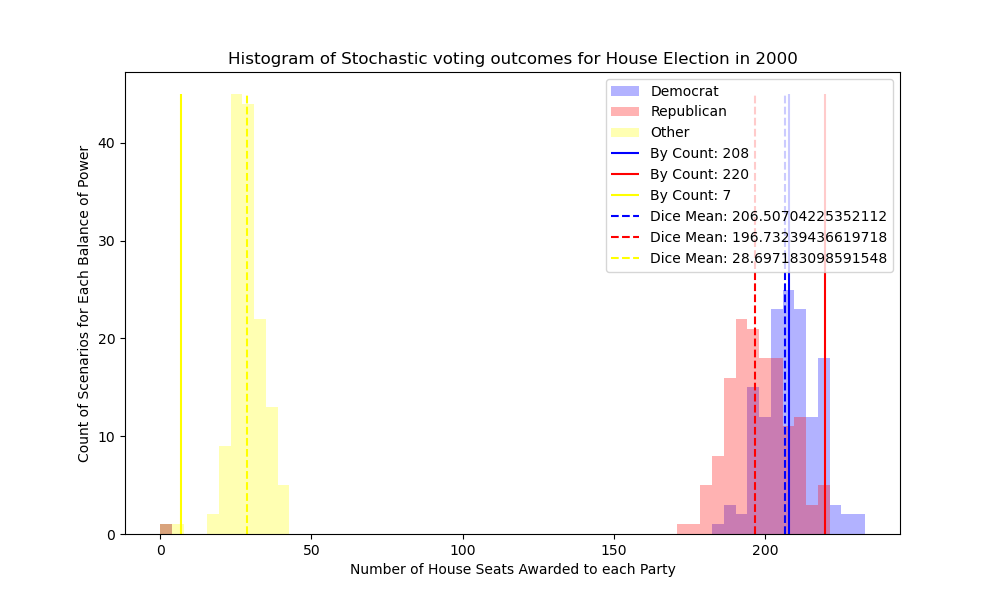 Histogram of Stochastic voting outcomes for House Election in 2000
Count of Scenarios for Each Balance of Power
40
30
20
10
0
Democrat
Republican
Other
By Count: 208
By Count: 220
By Count: 7
Dice Mean: 206.50704225352112
Dice Mean: 196.73239436619718
Dice Mean: 28.697183098591548
0
50
100
150
200
Number of House Seats Awarded to each Party